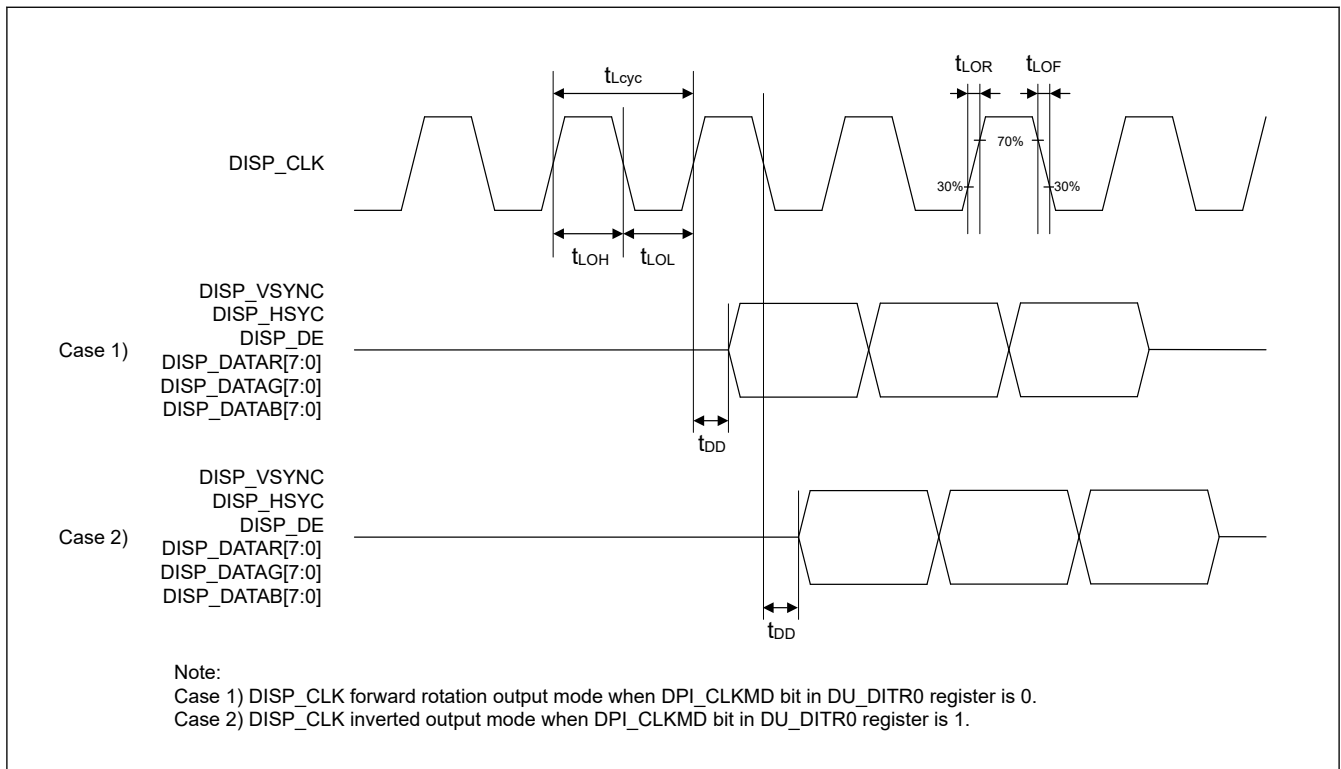 tLcyc
tLOR
tLOF
DISP_CLK
70%
30%
30%
tLOH
tLOL
DISP_VSYNC
DISP_HSYC
DISP_DE
Case 1)
DISP_DATAR[7:0]
DISP_DATAG[7:0]
DISP_DATAB[7:0]
tDD
DISP_VSYNC
DISP_HSYC
DISP_DE
Case 2)
DISP_DATAR[7:0]
DISP_DATAG[7:0]
DISP_DATAB[7:0]
tDD
Note:
Case 1) DISP_CLK forward rotation output mode when DPI_CLKMD bit in DU_DITR0 register is 0.
Case 2) DISP_CLK inverted output mode when DPI_CLKMD bit in DU_DITR0 register is 1.